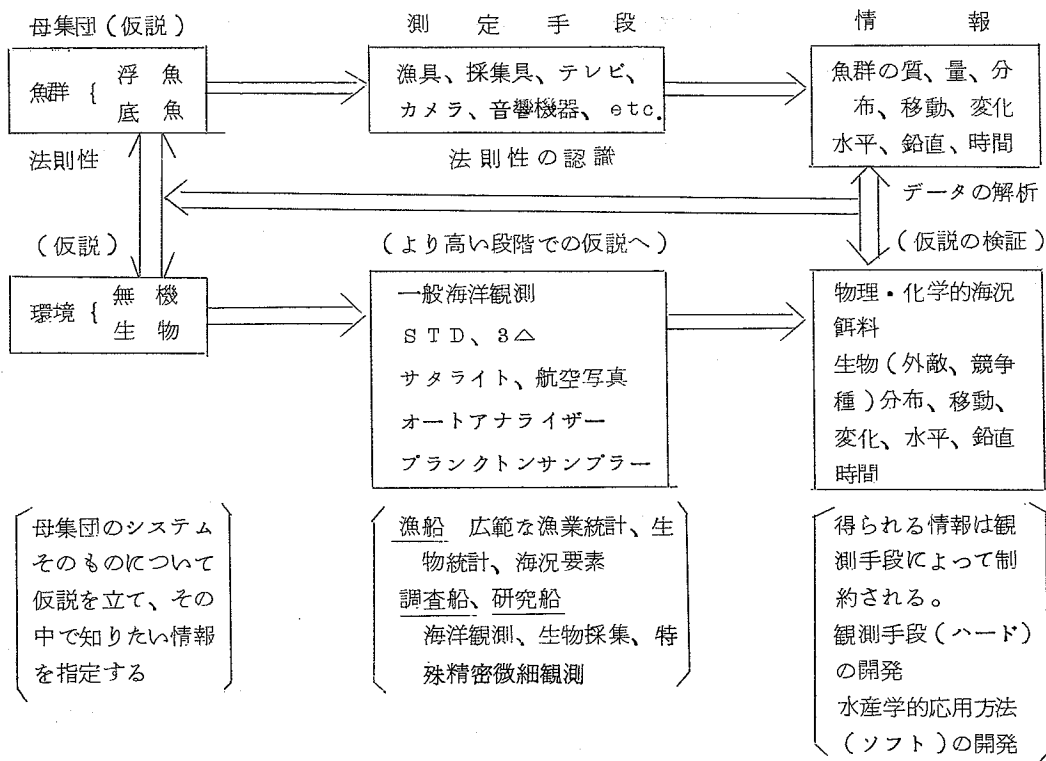 母集団（仮説）
測定手段
情報
魚群 { 浮魚
底魚
漁具、採集具、テレビ、
カメラ、音響機器、etc.
魚群の質、量、分
布、移動、変化
水平、鉛直、時間
法則性
法則性の認識
データの解析
（仮説）
（より高い段階での仮説へ）
（仮説の検証）
環境 { 無機
生物
一般海洋観測
STD、3△
サタライト、航空写真
オートアナライザー
プランクトンサンプラー
物理・化学的海況
餌料
生物（外敵、競争
種）分布、移動、
変化、水平、鉛直
時間
母集団のシステム
そのものについて
仮説を立て、その
中で知りたい情報
を指定する
漁船 広範な漁業統計、生
物統計、海況要素
調査船、研究船
海洋観測、生物採集、特
殊精密微細観測
得られる情報は観
測手段によって制
約される。
観測手段（ハード）
の開発
水産学的応用方法
（ソフト）の開発